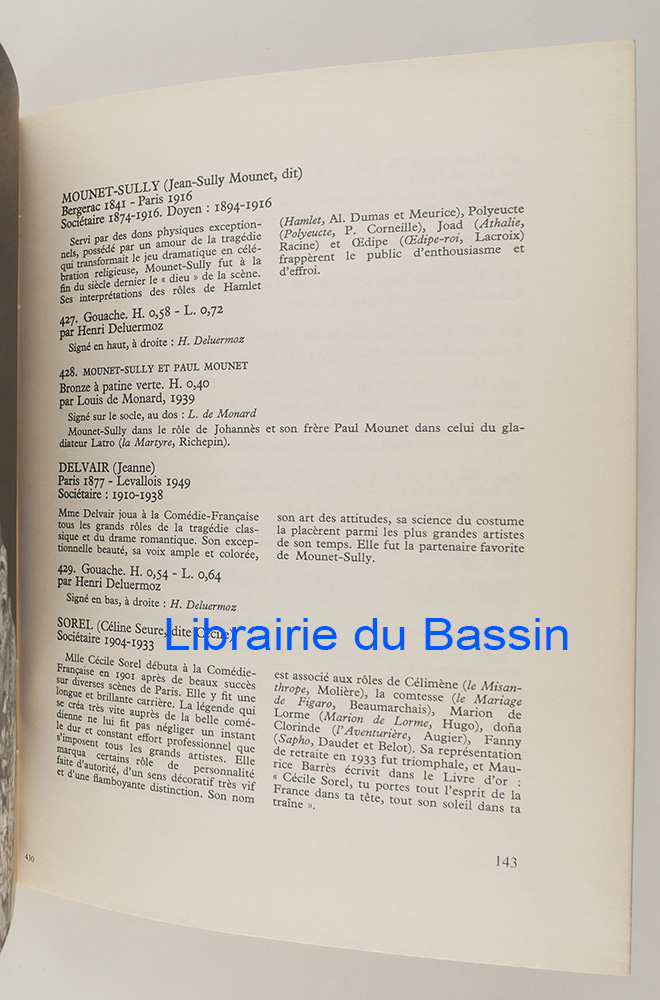 MOUNET-SULLY (Jean-Sully Mounet, dit)
Bergerac 1841 - Paris 1916
Sociétaire 1874-1916. Doyen : 1894-1916
Servi par des dons physiques exception-
nels, possédé par un amour de la tragédie
qui transformait le jeu dramatique en célé-
bration religieuse, Mounet-Sully fut à la
fin du siècle dernier le « dieu » de la scène.
Ses interprétations des rôles de Hamlet
(Hamlet, Al. Dumas et Meurice), Polyeucte
(Polyeucte, P. Corneille), Joad (Athalie,
Racine) et Œdipe (Œdipe-roi, Lacroix)
frappèrent le public d'enthousiasme et
d'effroi.
427. Gouache. H. 0,58 - L. 0,72
par Henri Deluermoz
Signé en haut, à droite : H. Deluermoz
428. MOUNET-SULLY ET PAUL MOUNET
Bronze à patine verte. H. 0,40
par Louis de Monard, 1939
Signé sur le socle, au dos : L. de Monard
Mounet-Sully dans le rôle de Johannès et son frère Paul Mounet dans celui du gla-
diateur Latro (la Martyre, Richepin).
DELVAIR (Jeanne)
Paris 1877 - Levallois 1949
Sociétaire : 1910-1938
Mme Delvair joua à la Comédie-Française
tous les grands rôles de la tragédie clas-
sique et du drame romantique. Son excep-
tionnelle beauté, sa voix ample et colorée,
son art des attitudes, sa science du costume
la placèrent parmi les plus grandes artistes
de son temps. Elle fut la partenaire favorite
de Mounet-Sully.
429. Gouache. H. 0,54 - L. 0,64
par Henri Deluermoz
Signé en bas, à droite : H. Deluermoz
SOREL (Céline Seure, dite Cécile)
Sociétaire 1904-1933
Librairie du Bassin
Mlle Cécile Sorel débuta à la Comédie-
Française en 1901 après de beaux succès
sur diverses scènes de Paris. Elle y fit une
longue et brillante carrière. La légende qui
se créa très vite auprès de la belle comé-
dienne ne lui fit pas négliger un instant
le dur et constant effort professionnel que
s'imposent tous les grands artistes. Elle
marqua certains rôle de personnalité
faite d'autorité, d'un sens décoratif très vif
et d'une flamboyante distinction. Son nom
est associé aux rôles de Célimène (le Misan-
thrope, Molière), la comtesse (le Mariage
de Figaro, Beaumarchais), Marion de
Lorme (Marion de Lorme, Hugo), doña
Clorinde (l'Aventurière, Augier), Fanny
(Sapho, Daudet et Belot). Sa représentation
de retraite en 1933 fut triomphale, et Mau-
rice Barrès écrivit dans le Livre d'or :
« Cécile Sorel, tu portes tout l'esprit de la
France dans ta tête, tout son soleil dans ta
traîne ».
430
143